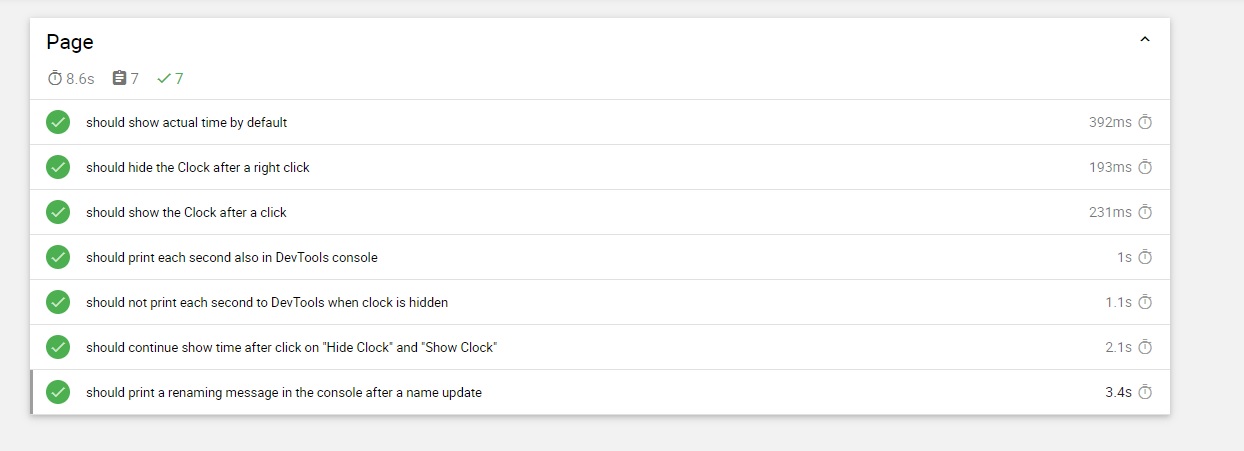 Page
8.6s 7 7
should show actual time by default 392ms
should hide the Clock after a right click 193ms
should show the Clock after a click 231ms
should print each second also in DevTools console 1s
should not print each second to DevTools when clock is hidden 1.1s
should continue show time after click on "Hide Clock" and "Show Clock" 2.1s
should print a renaming message in the console after a name update 3.4s